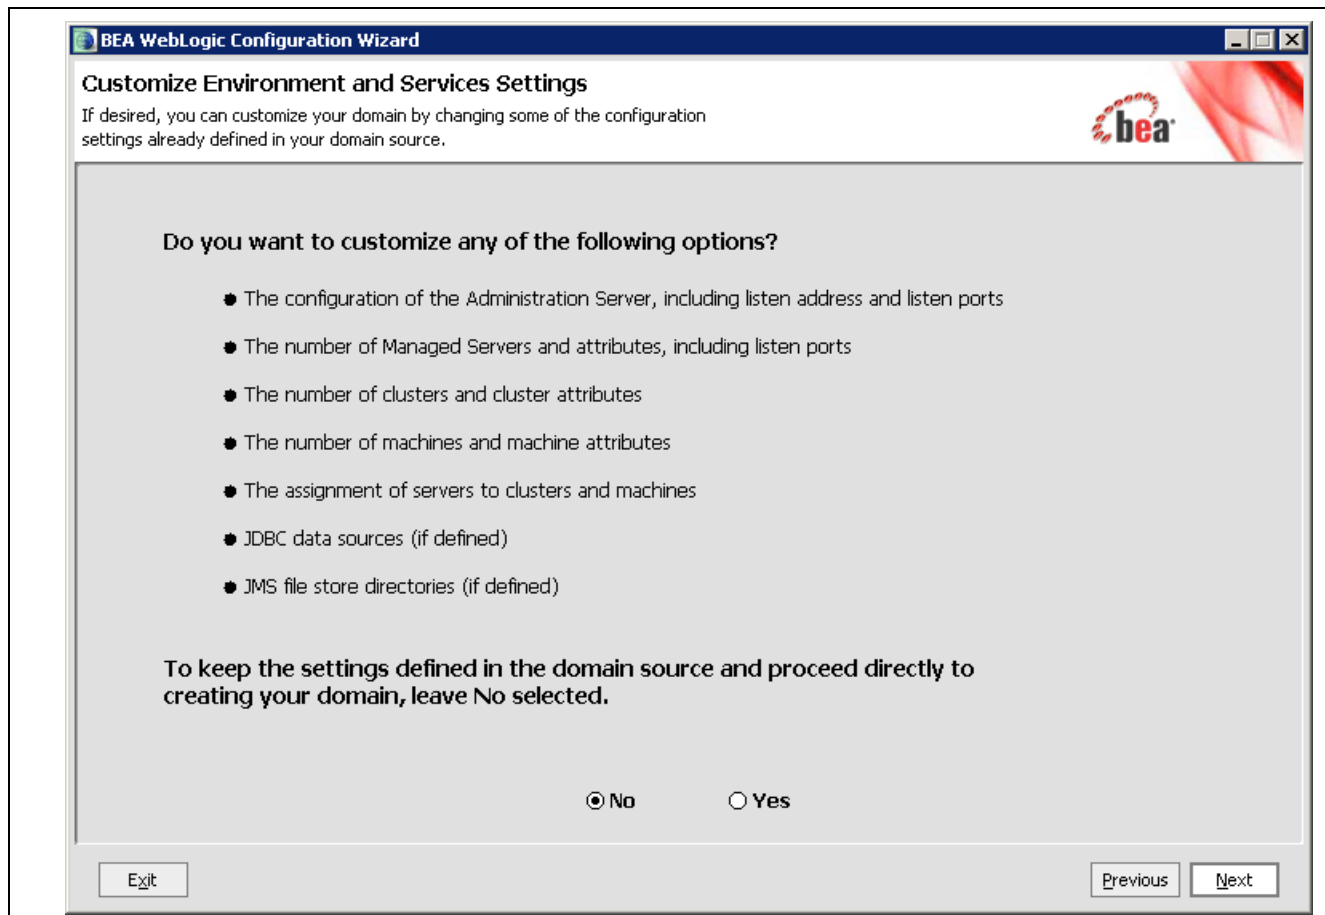 BEA WebLogic Configuration Wizard
Customize Environment and Services Settings
If desired, you can customize your domain by changing some of the configuration
settings already defined in your domain source.
bea
Do you want to customize any of the following options?
The configuration of the Administration Server, including listen address and listen ports
The number of Managed Servers and attributes, including listen ports
The number of clusters and cluster attributes
The number of machines and machine attributes
The assignment of servers to clusters and machines
JDBC data sources (if defined)
JMS file store directories (if defined)
To keep the settings defined in the domain source and proceed directly to
creating your domain, leave No selected.
No Yes
Exit Previous Next